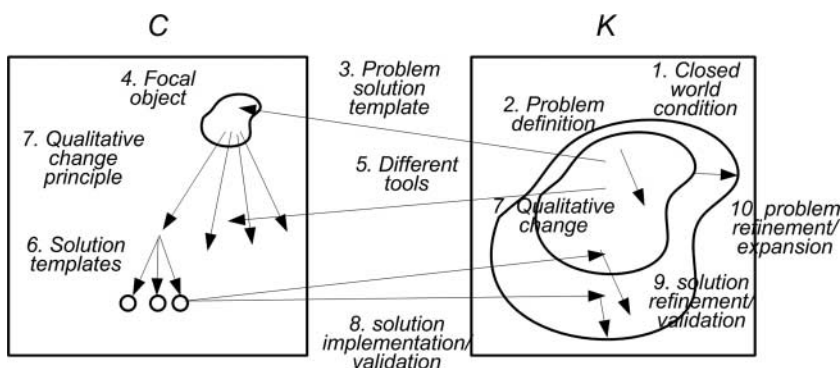 C
K
4. Focal
object
3. Problem
solution
template
1. Closed
world
condition
2. Problem
definition
7. Qualitative
change
principle
5. Different
tools
7. Qualitative
change
10. problem
refinement/
expansion
6. Solution
templates
9. solution
refinement/
validation
8. solution
implementation/
validation